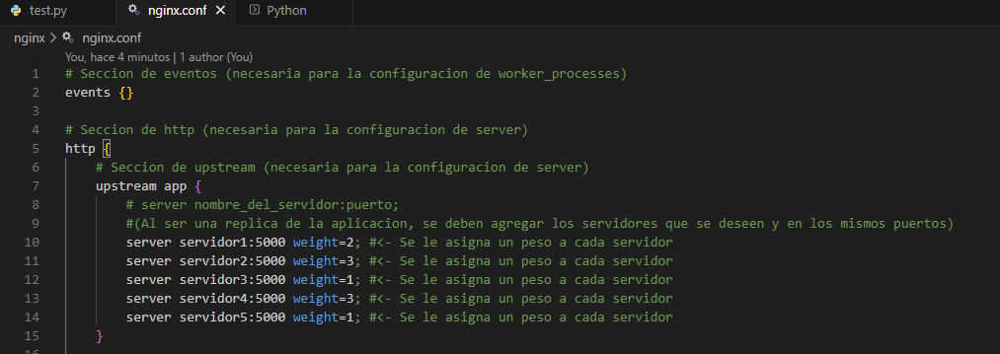 test.py nginx.conf Python
nginx > nginx.conf
You, hace 4 minutos | 1 author (You)
1 # Seccion de eventos (necesaria para la configuracion de worker_processes)
2 events {}
3
4 # Seccion de http (necesaria para la configuracion de server)
5 http {
6 # Seccion de upstream (necesaria para la configuracion de server)
7 upstream app {
8 # server nombre_del_servidor:puerto;
9 #(Al ser una replica de la aplicacion, se deben agregar los servidores que se deseen y en los mismos puertos)
10 server servidor1:5000 weight=2; #<- Se le asigna un peso a cada servidor
11 server servidor2:5000 weight=3; #<- Se le asigna un peso a cada servidor
12 server servidor3:5000 weight=1; #<- Se le asigna un peso a cada servidor
13 server servidor4:5000 weight=3; #<- Se le asigna un peso a cada servidor
14 server servidor5:5000 weight=1; #<- Se le asigna un peso a cada servidor
15 }